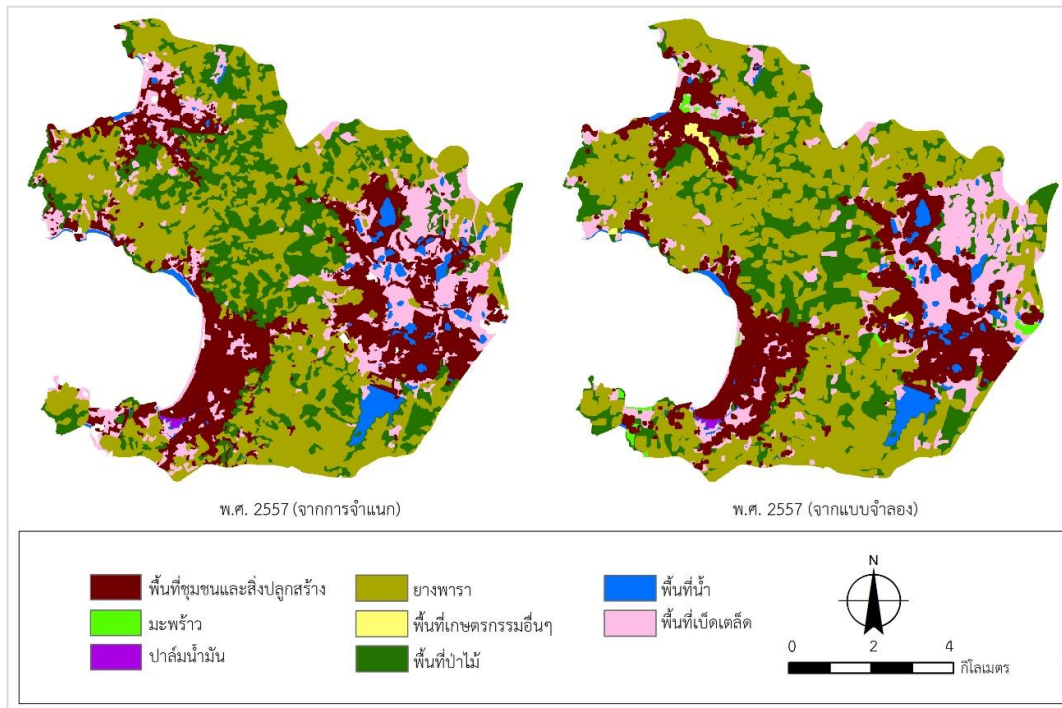 พ.ศ. 2557 (จากการจำแนก)
พ.ศ. 2557 (จากแบบจำลอง)
พื้นที่ชุมชนและสิ่งปลูกสร้าง
มะพร้าว
ปาล์มน้ำมัน
ยางพารา
พื้นที่เกษตรกรรมอื่นๆ
พื้นที่ป่าไม้
พื้นที่น้ำ
พื้นที่เบ็ดเตล็ด
N
0 2 4
กิโลเมตร